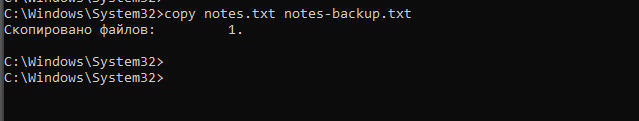 C:\Windows\System32>copy notes.txt notes-backup.txt
Скопировано файлов:         1.
C:\Windows\System32>
C:\Windows\System32>